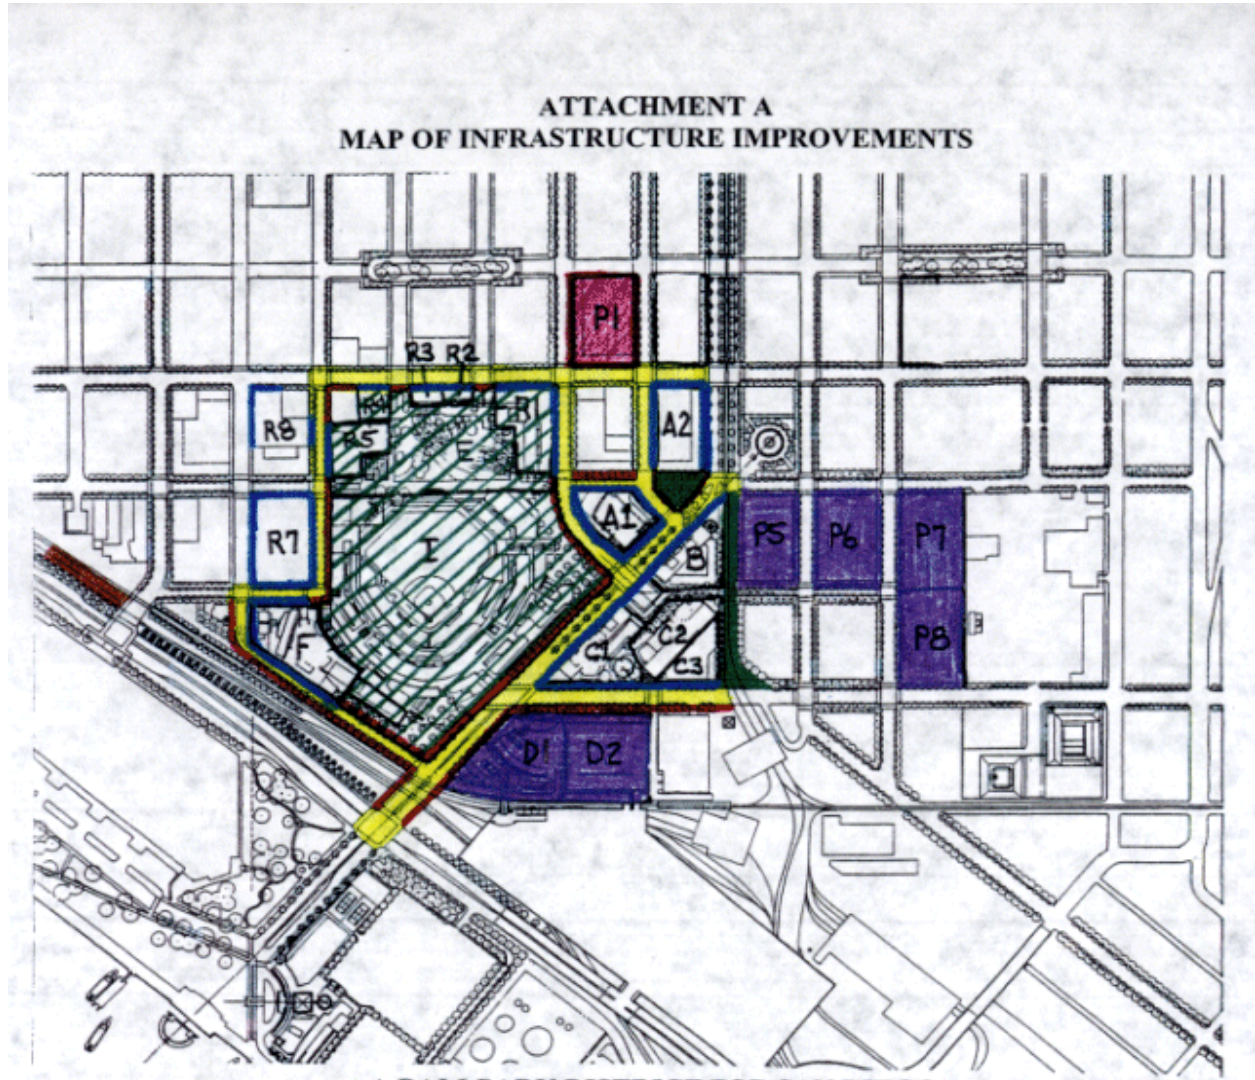 ATTACHMENT A
MAP OF INFRASTRUCTURE IMPROVEMENTS
P1
R3 R2
R8
R5
R1
E
A2
R7
I
A1
B
P5 P6 P7
P8
F
C1
C2
C3
D1 D2